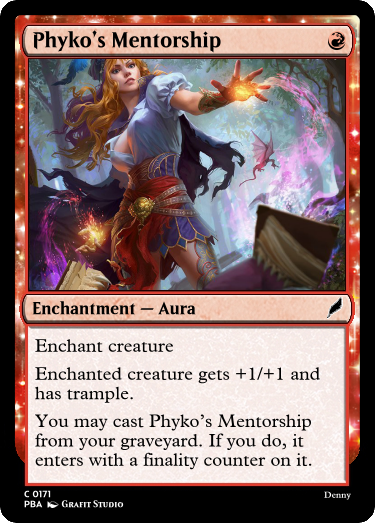 Phyko's Mentorship
Enchantment — Aura
Enchant creature
Enchanted creature gets +1/+1 and
has trample.
You may cast Phyko's Mentorship
from your graveyard. If you do, it
enters with a finality counter on it.
C 0171
PBA Grafit Studio
Denny